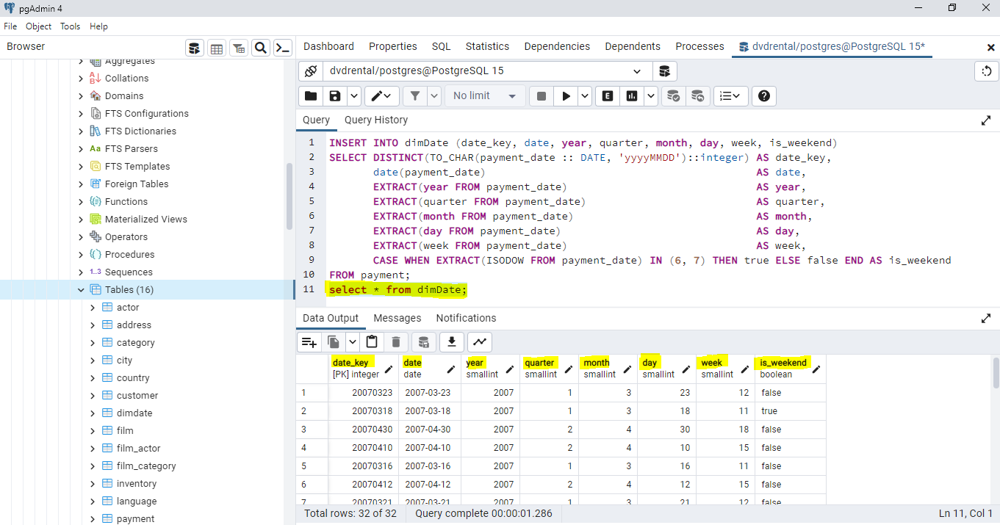 pgAdmin 4
File Object Tools Help
Browser
Dashboard Properties SQL Statistics Dependencies Dependents Processes dvdrental/postgres@PostgreSQL 15*
dvdrental/postgres@PostgreSQL 15
No limit
E
Query Query History
Aggregates
Collations
Domains
FTS Configurations
FTS Dictionaries
Aa FTS Parsers
FTS Templates
Foreign Tables
Functions
Materialized Views
Operators
Procedures
1..3 Sequences
Tables (16)
actor
address
category
city
country
customer
dimdate
film
film_actor
film_category
inventory
language
payment
1 INSERT INTO dimDate (date_key, date, year, quarter, month, day, week, is_weekend)
2 SELECT DISTINCT(TO_CHAR(payment_date :: DATE, 'yyyyMMDD')::integer) AS date_key,
3 date(payment_date) AS date,
4 EXTRACT(year FROM payment_date) AS year,
5 EXTRACT(quarter FROM payment_date) AS quarter,
6 EXTRACT(month FROM payment_date) AS month,
7 EXTRACT(day FROM payment_date) AS day,
8 EXTRACT(week FROM payment_date) AS week,
9 CASE WHEN EXTRACT(ISODOW FROM payment_date) IN (6, 7) THEN true ELSE false END AS is_weekend
10 FROM payment;
11 select * from dimDate;
Data Output Messages Notifications
date_key date year quarter month day week is_weekend
[PK] integer date smallint smallint smallint smallint smallint boolean
1 20070323 2007-03-23 2007 1 3 23 12 false
2 20070318 2007-03-18 2007 1 3 18 11 true
3 20070430 2007-04-30 2007 2 4 30 18 false
4 20070410 2007-04-10 2007 2 4 10 15 false
5 20070316 2007-03-16 2007 1 3 16 11 false
6 20070412 2007-04-12 2007 2 4 12 15 false
7 20070321 2007-03-21 2007 1 3 21 12 false
Total rows: 32 of 32 Query complete 00:00:01.286 Ln 11, Col 1